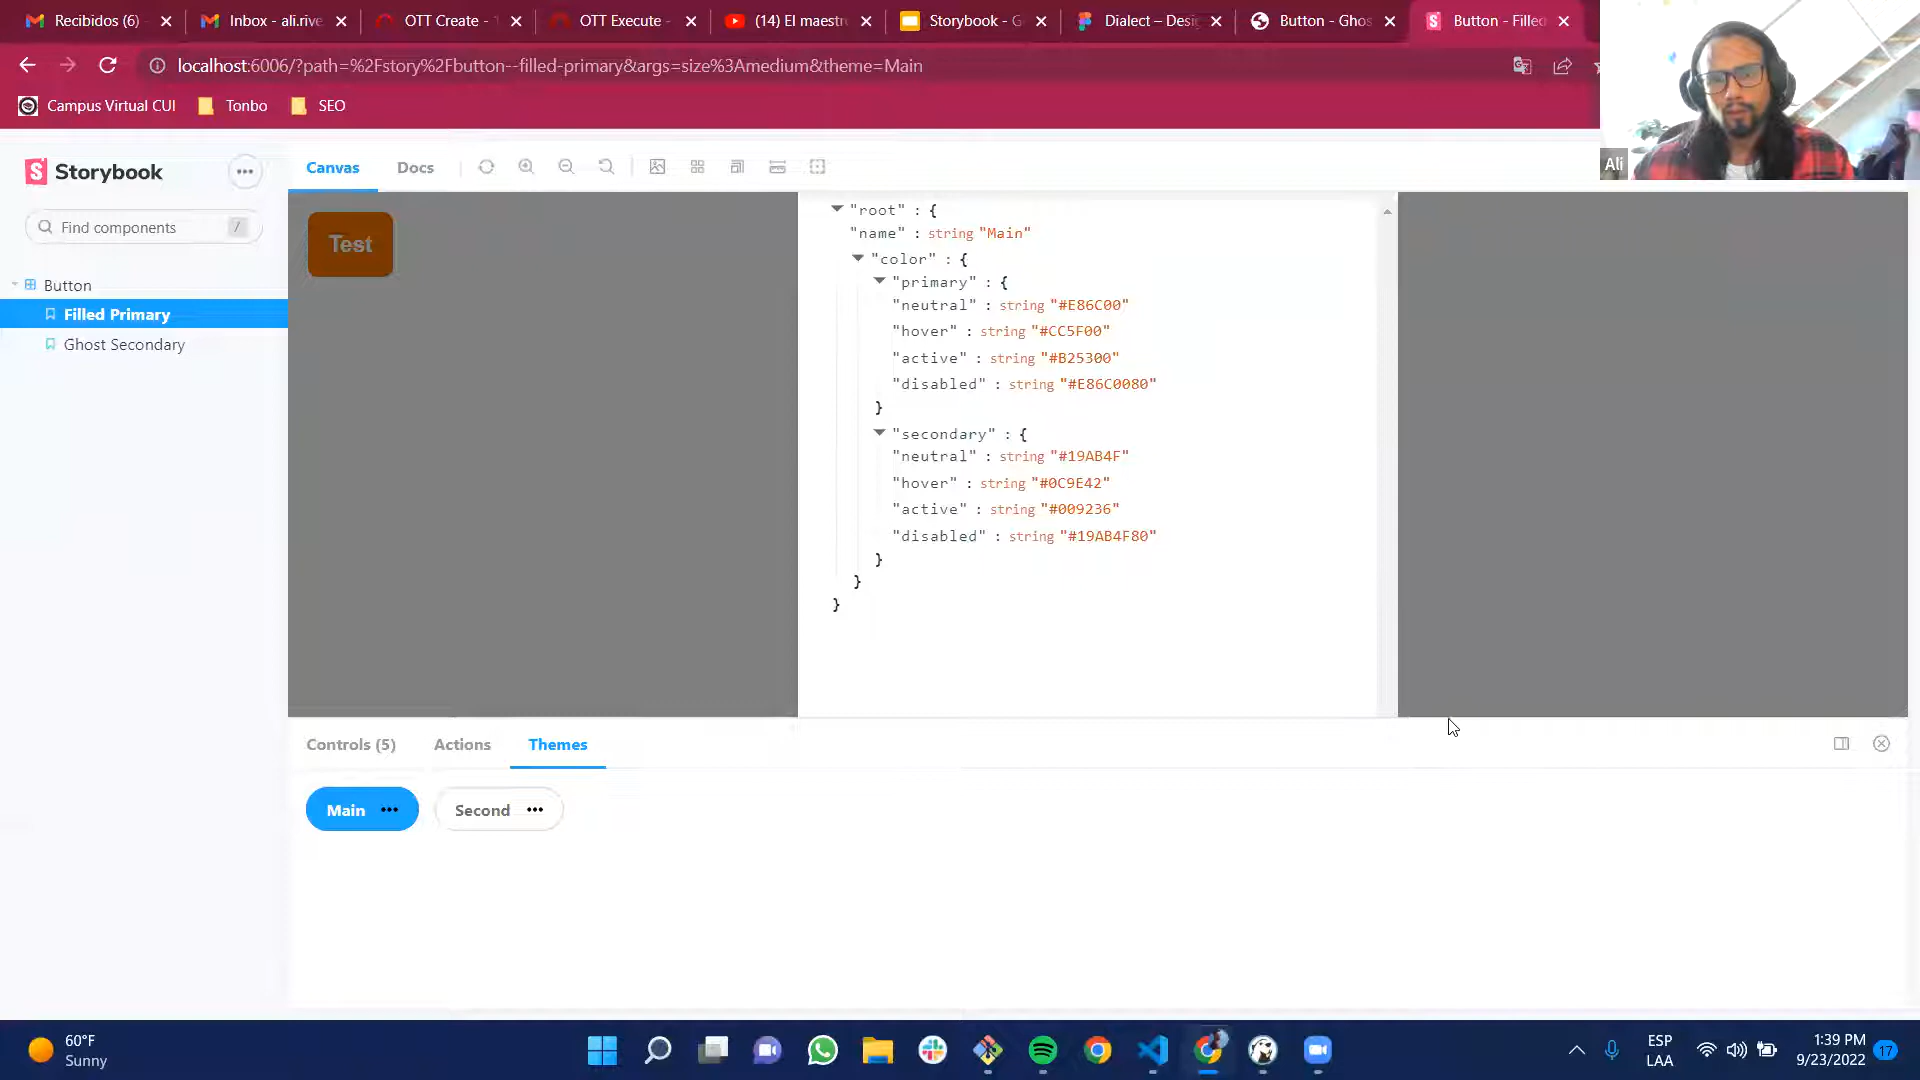 Recibidos (6)
Inbox - ali.rive
OTT Create -
OTT Execute -
(14) El maestr
Storybook - G
Dialect – Desi
Button - Ghos
Button - Filled
localhost:6006/?path=%2Fstory%2Fbutton--filled-primary&args=size%3Amedium&theme=Main
Campus Virtual CUI
Tonbo
SEO
Ali
Storybook
Find components
/
Button
Filled Primary
Ghost Secondary
Canvas
Docs
Test
"root" : {
"name" : string "Main"
"color" : {
"primary" : {
"neutral" : string "#E86C00"
"hover" : string "#CC5F00"
"active" : string "#B25300"
"disabled" : string "#E86C0080"
}
"secondary" : {
"neutral" : string "#19AB4F"
"hover" : string "#0C9E42"
"active" : string "#009236"
"disabled" : string "#19AB4F80"
}
}
}
Controls (5)
Actions
Themes
Main •••
Second •••
60°F
Sunny
ESP
LAA
1:39 PM
9/23/2022
17